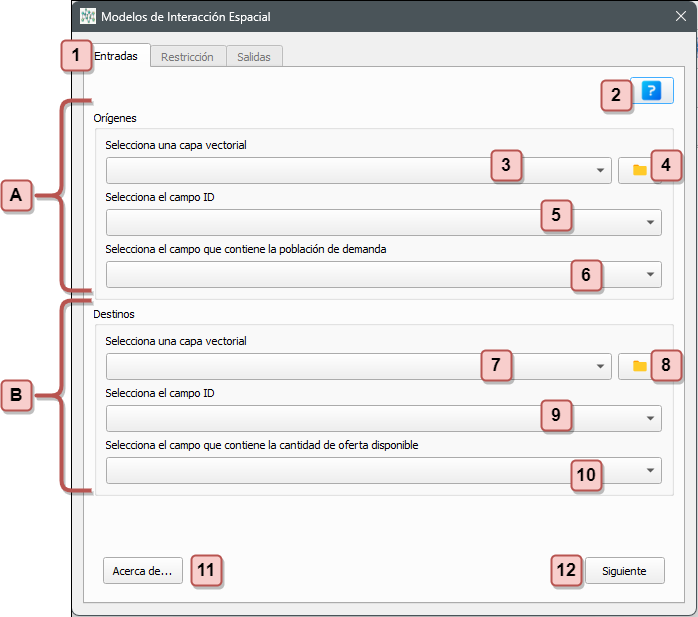 Modelos de Interacción Espacial
1 Entradas Restricción Salidas
2 ?
Orígenes
Selecciona una capa vectorial
3 4
A
Selecciona el campo ID
5
Selecciona el campo que contiene la población de demanda
6
Destinos
Selecciona una capa vectorial
7 8
B
Selecciona el campo ID
9
Selecciona el campo que contiene la cantidad de oferta disponible
10
Acerca de... 11 12 Siguiente